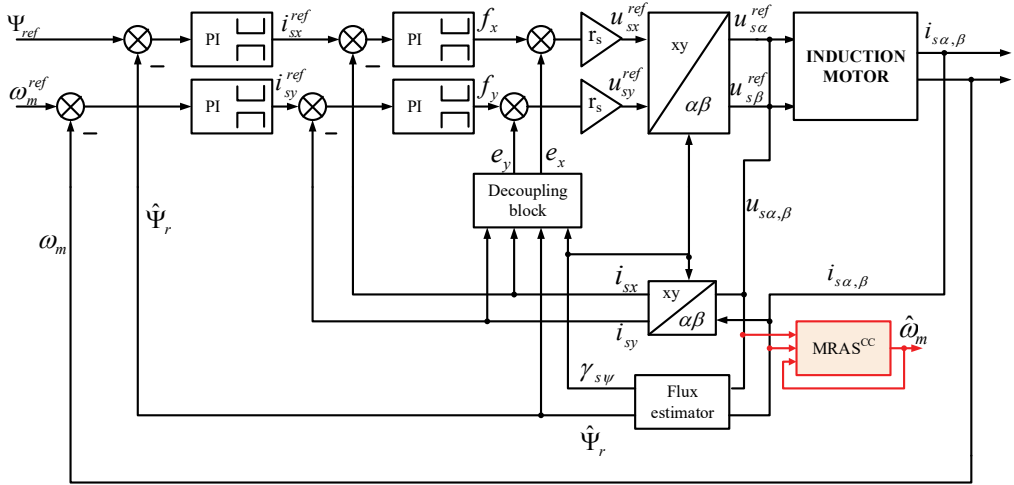 Ψ_ref
PI
i_sx^ref
PI
f_x
r_s
u_sx^ref
xy
αβ
u_sα^ref
INDUCTION
MOTOR
i_sα,β
ω_m^ref
PI
i_sy^ref
PI
f_y
r_s
u_sy^ref
u_sβ^ref
e_y
e_x
Decoupling
block
Ψ̂_r
ω_m
u_sα,β
i_sx
xy
αβ
i_sα,β
i_sy
MRAS^CC
ω̂_m
γ_sψ
Flux
estimator
Ψ̂_r